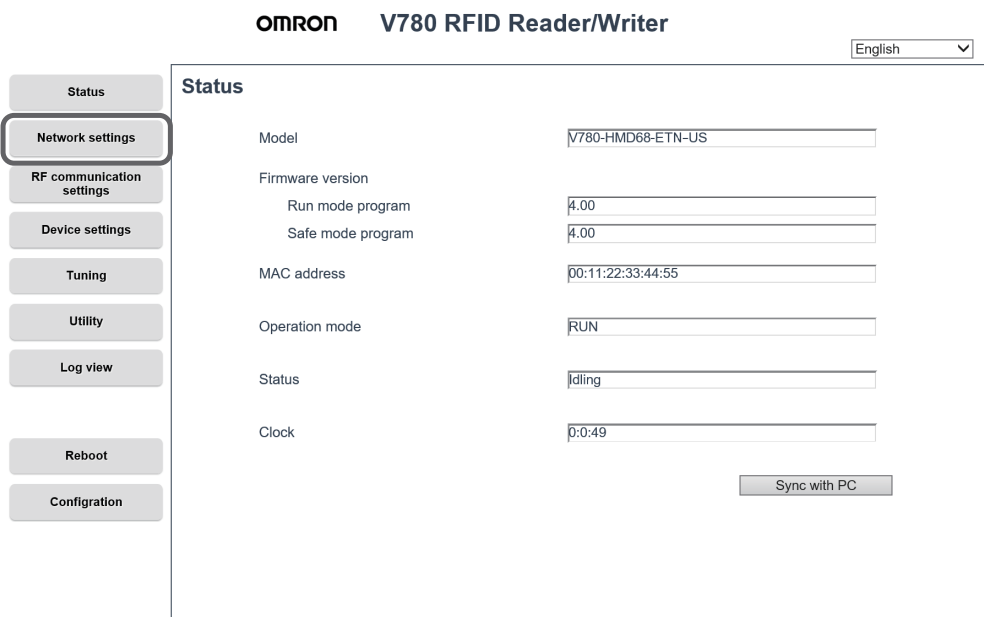 OMRON V780 RFID Reader/Writer
English
Status
Network settings
RF communication
settings
Device settings
Tuning
Utility
Log view
Reboot
Configration
Status
Model V780-HMD68-ETN-US
Firmware version
Run mode program 4.00
Safe mode program 4.00
MAC address 00:11:22:33:44:55
Operation mode RUN
Status Idling
Clock 0:0:49
Sync with PC